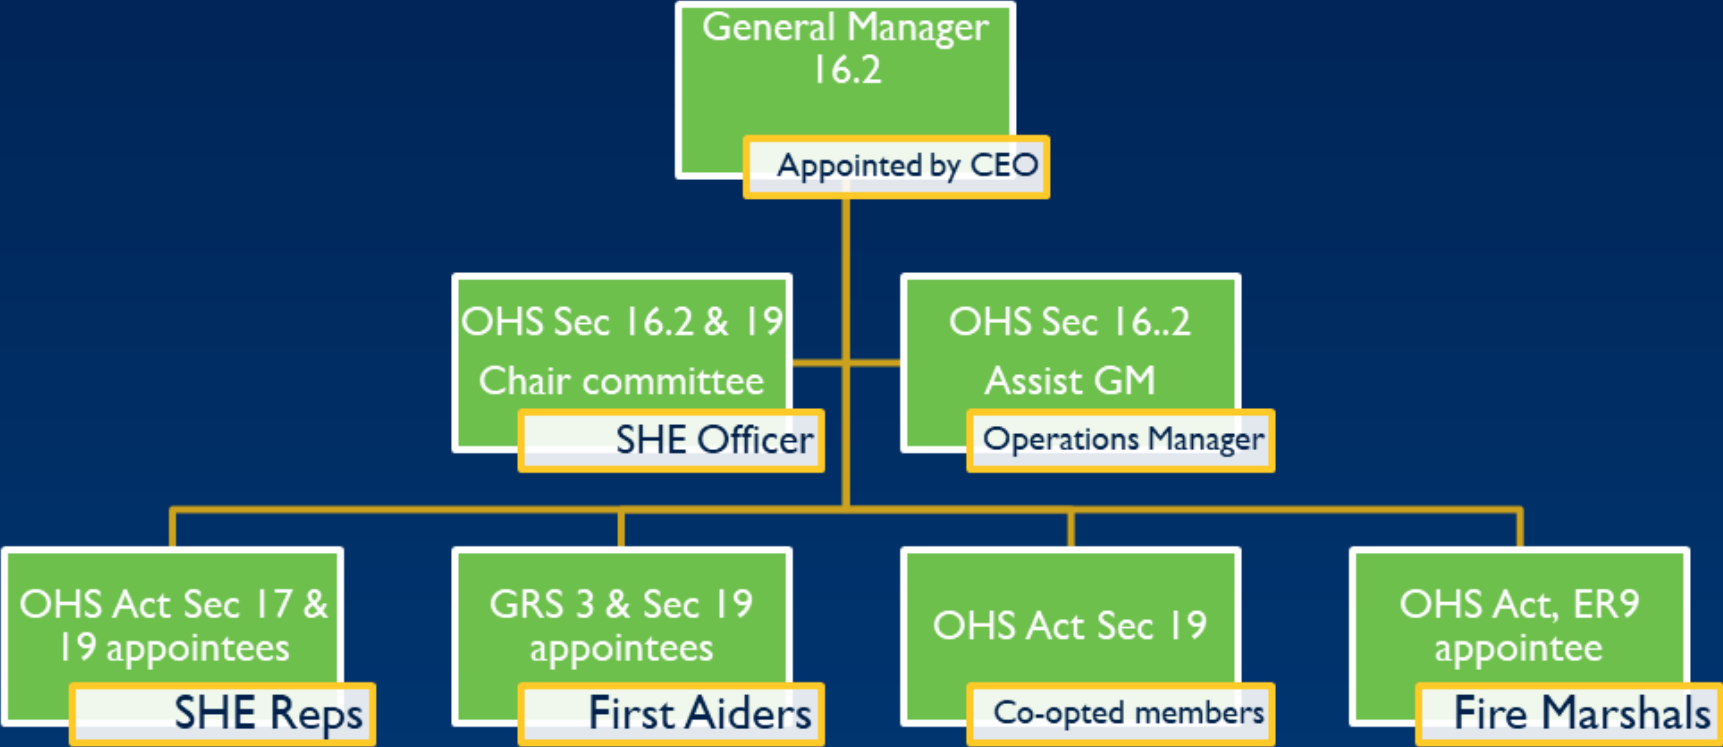 General Manager
16.2
Appointed by CEO
OHS Sec 16.2 & 19
Chair committee
SHE Officer
OHS Sec 16..2
Assist GM
Operations Manager
OHS Act Sec 17 &
19 appointees
SHE Reps
GRS 3 & Sec 19
appointees
First Aiders
OHS Act Sec 19
Co-opted members
OHS Act, ER9
appointee
Fire Marshals